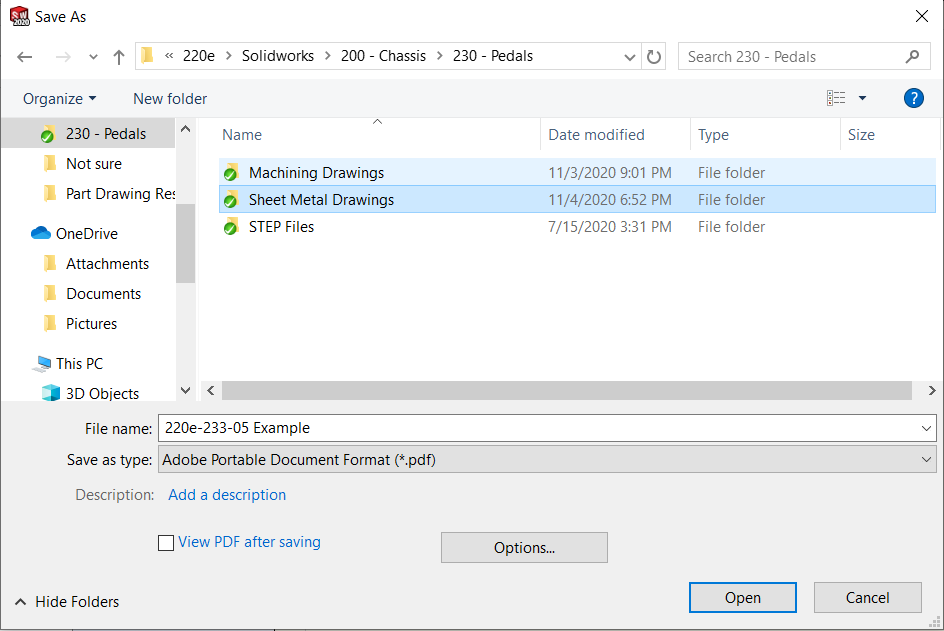 SW 2020 Save As
« 220e > Solidworks > 200 - Chassis > 230 - Pedals Search 230 - Pedals
Organize New folder ?
230 - Pedals
Not sure
Part Drawing Res
OneDrive
Attachments
Documents
Pictures
This PC
3D Objects
Name Date modified Type Size
Machining Drawings 11/3/2020 9:01 PM File folder
Sheet Metal Drawings 11/4/2020 6:52 PM File folder
STEP Files 7/15/2020 3:31 PM File folder
File name: 220e-233-05 Example
Save as type: Adobe Portable Document Format (*.pdf)
Description: Add a description
View PDF after saving Options...
Hide Folders Open Cancel